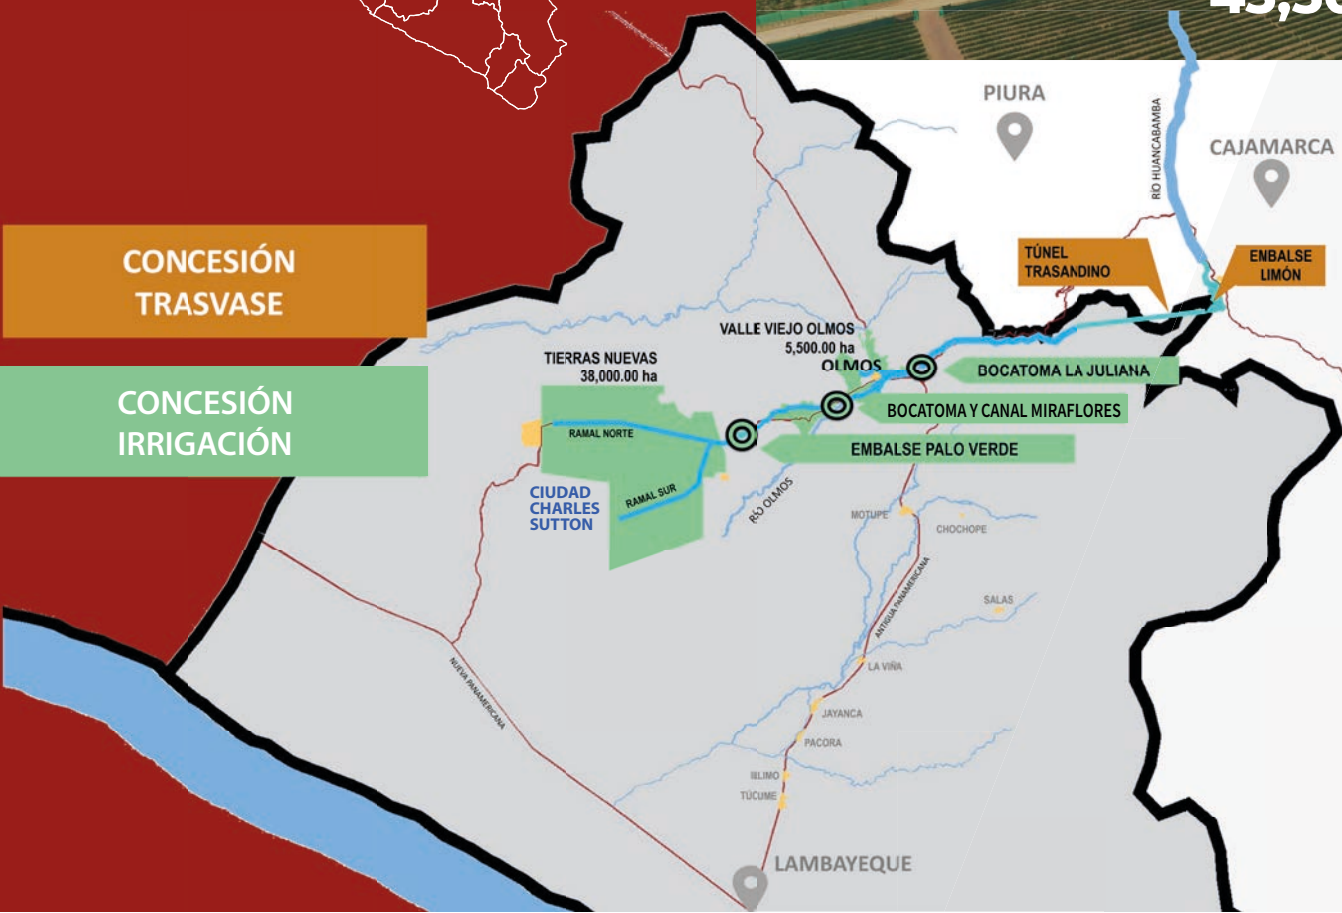 PIURA
RÍO HUANCABAMBA
CAJAMARCA
CONCESIÓN
TRASVASE
TÚNEL
TRASANDINO
EMBALSE
LIMÓN
VALLE VIEJO OLMOS
5,500.00 ha
OLMOS
TIERRAS NUEVAS
38,000.00 ha
BOCATOMA LA JULIANA
CONCESIÓN
IRRIGACIÓN
BOCATOMA Y CANAL MIRAFLORES
RAMAL NORTE
EMBALSE PALO VERDE
CIUDAD
CHARLES
SUTTON
RAMAL SUR
RÍO OLMOS
MOTUPE
CHOCHOPE
ANTIGUA PANAMERICANA
SALAS
LA VIÑA
NUEVA PANAMERICANA
JAYANCA
PACORA
TÚCUME
LAMBAYEQUE